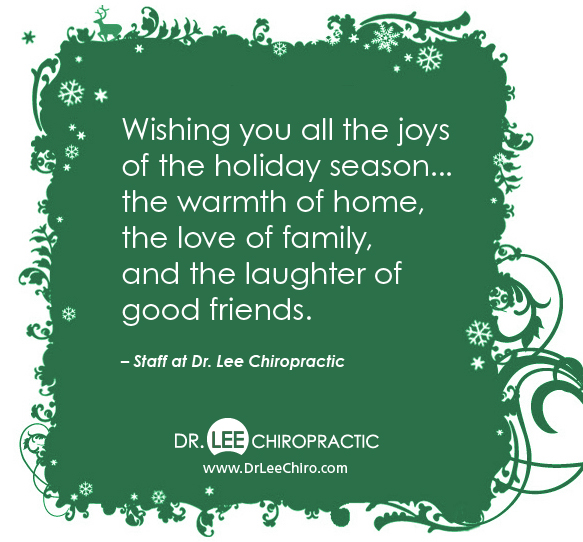 Wishing you all the joys
of the holiday season...
the warmth of home,
the love of family,
and the laughter of
good friends.
– Staff at Dr. Lee Chiropractic
DR. LEE CHIROPRACTIC
www.DrLeeChiro.com